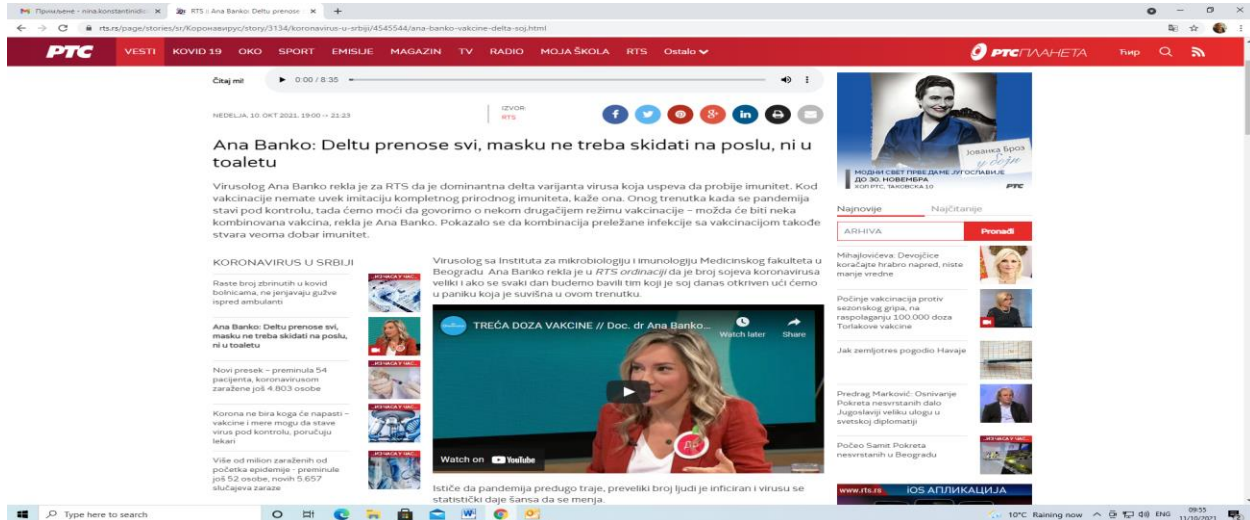 Примљене - nina.konstantinidi
RTS :: Ana Banko: Deltu prenose
rts.rs/page/stories/sr/Коронавирус/story/3134/koronavirus-u-srbiji/4545544/ana-banko-vakcine-delta-soj.html
РТС VESTI KOVID 19 OKO SPORT EMISIJE MAGAZIN TV RADIO MOJA ŠKOLA RTS Ostalo
РТС ПЛАНЕТА Ћир
Čitaj mi!
0:00 / 8:35
NEDELJA, 10. OKT 2021, 19:00 -> 21:23
IZVOR:
RTS
Ana Banko: Deltu prenose svi, masku ne treba skidati na poslu, ni u
toaletu
Virusolog Ana Banko rekla je za RTS da je dominantna delta varijanta virusa koja uspeva da probije imunitet. Kod
vakcinacije nemate uvek imitaciju kompletnog prirodnog imuniteta, kaže ona. Onog trenutka kada se pandemija
stavi pod kontrolu, tada ćemo moći da govorimo o nekom drugačijem režimu vakcinacije – možda će biti neka
kombinovana vakcina, rekla je Ana Banko. Pokazalo se da kombinacija preležane infekcije sa vakcinacijom takođe
stvara veoma dobar imunitet.
KORONAVIRUS U SRBIJI
Raste broj zbrinutih u kovid
bolnicama, ne jenjavaju gužve
ispred ambulanti
Ana Banko: Deltu prenose svi,
masku ne treba skidati na poslu,
ni u toaletu
Novi presek – preminula 54
pacijenta, koronavirusom
zaražene još 4.803 osobe
Korona ne bira koga će napasti –
vakcine i mere mogu da stave
virus pod kontrolu, poručuju
lekari
Više od milion zaraženih od
početka epidemije - preminule
još 52 osobe, novih 5.657
slučajeva zaraze
Virusolog sa Instituta za mikrobiologiju i imunologiju Medicinskog fakulteta u
Beogradu Ana Banko rekla je u RTS ordinaciji da je broj sojeva koronavirusa
veliki i ako se svaki dan budemo bavili tim koji je soj danas otkriven ući ćemo
u paniku koja je suvišna u ovom trenutku.
TREĆA DOZA VAKCINE // Doc. dr Ana Banko...
Watch later
Share
Watch on YouTube
Ističe da pandemija predugo traje, preveliki broj ljudi je inficiran i virusu se
statistički daje šansa da se menja.
Јованка Броз
у боји
МОДНИ СВЕТ ПРВЕ ДАМЕ ЈУГОСЛАВИЈЕ
ДО 30. НОВЕМБРА
ХОЛ РТС, ТАКОВСКА 10
РТС
Najnovije Najčitanije
ARHIVA Pronađi
Mihajlovićeva: Devojčice
koračajte hrabro napred, niste
manje vredne
Počinje vakcinacija protiv
sezonskog gripa, na
raspolaganju 100.000 doza
Torlakove vakcine
Jak zemljotres pogodio Havaje
Predrag Marković: Osnivanje
Pokreta nesvrstanih dalo
Jugoslaviji veliku ulogu u
svetskoj diplomatiji
Počeo Samit Pokreta
nesvrstanih u Beogradu
www.rts.rs iOS АПЛИКАЦИЈА
Type here to search
10°C Raining now
ENG
09:55
11/10/2021